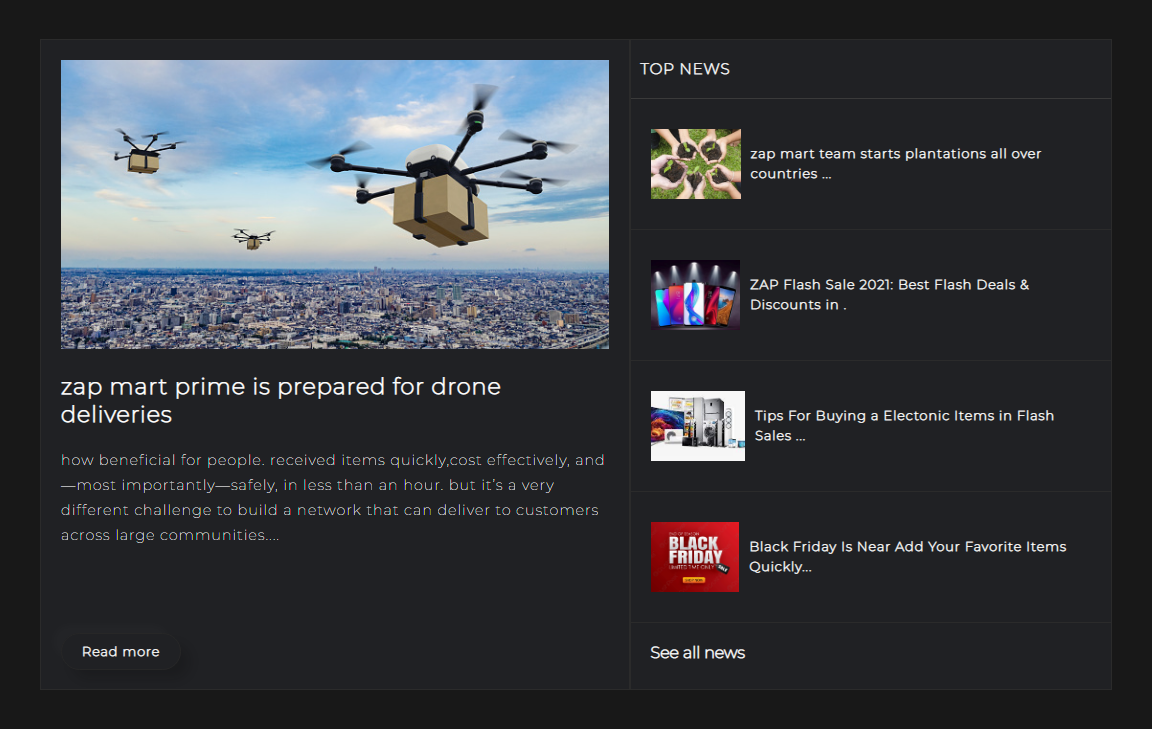 zap mart prime is prepared for drone
deliveries
how beneficial for people. received items quickly,cost effectively, and
—most importantly—safely, in less than an hour. but it's a very
different challenge to build a network that can deliver to customers
across large communities....
Read more
TOP NEWS
zap mart team starts plantations all over
countries ...
ZAP Flash Sale 2021: Best Flash Deals &
Discounts in .
Tips For Buying a Electonic Items in Flash
Sales ...
BLACK
FRIDAY
LIMITED TIME ONLY
SALE
Black Friday Is Near Add Your Favorite Items
Quickly...
See all news